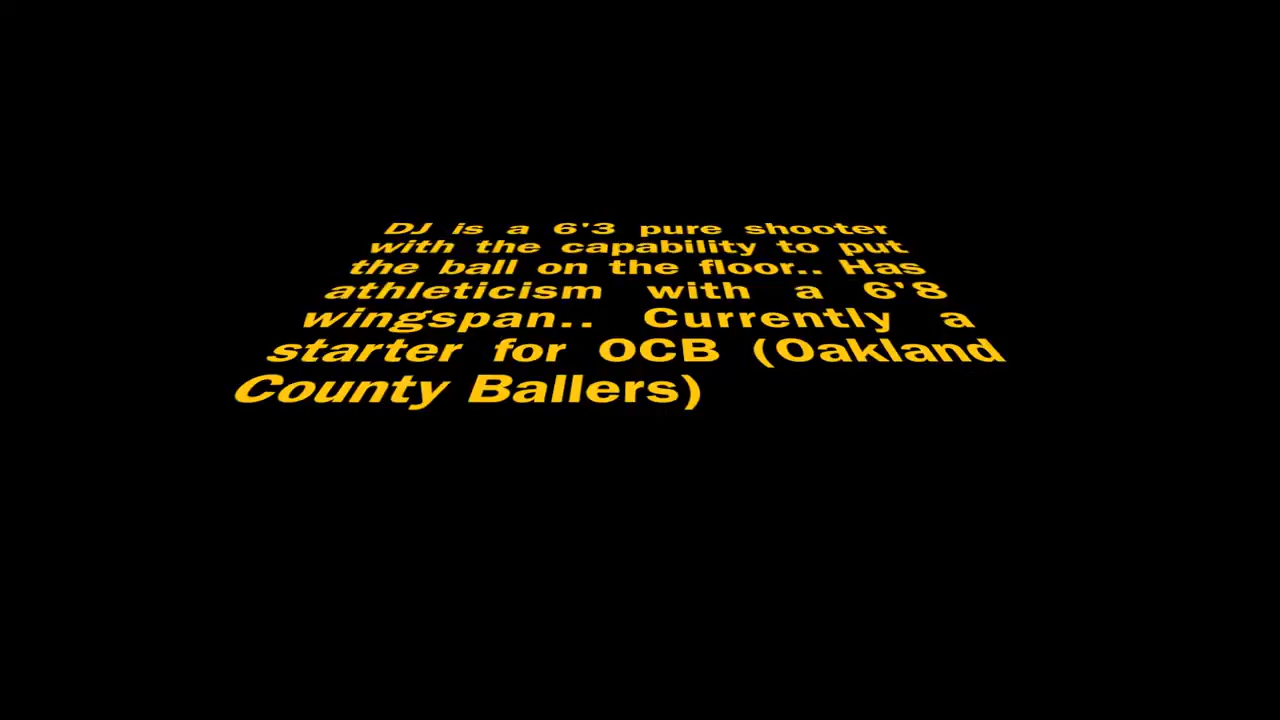 DJ is a 6'3 pure shooter
with the capability to put
the ball on the floor.. Has
athleticism with a 6'8
wingspan.. Currently a
starter for OCB (Oakland
County Ballers)